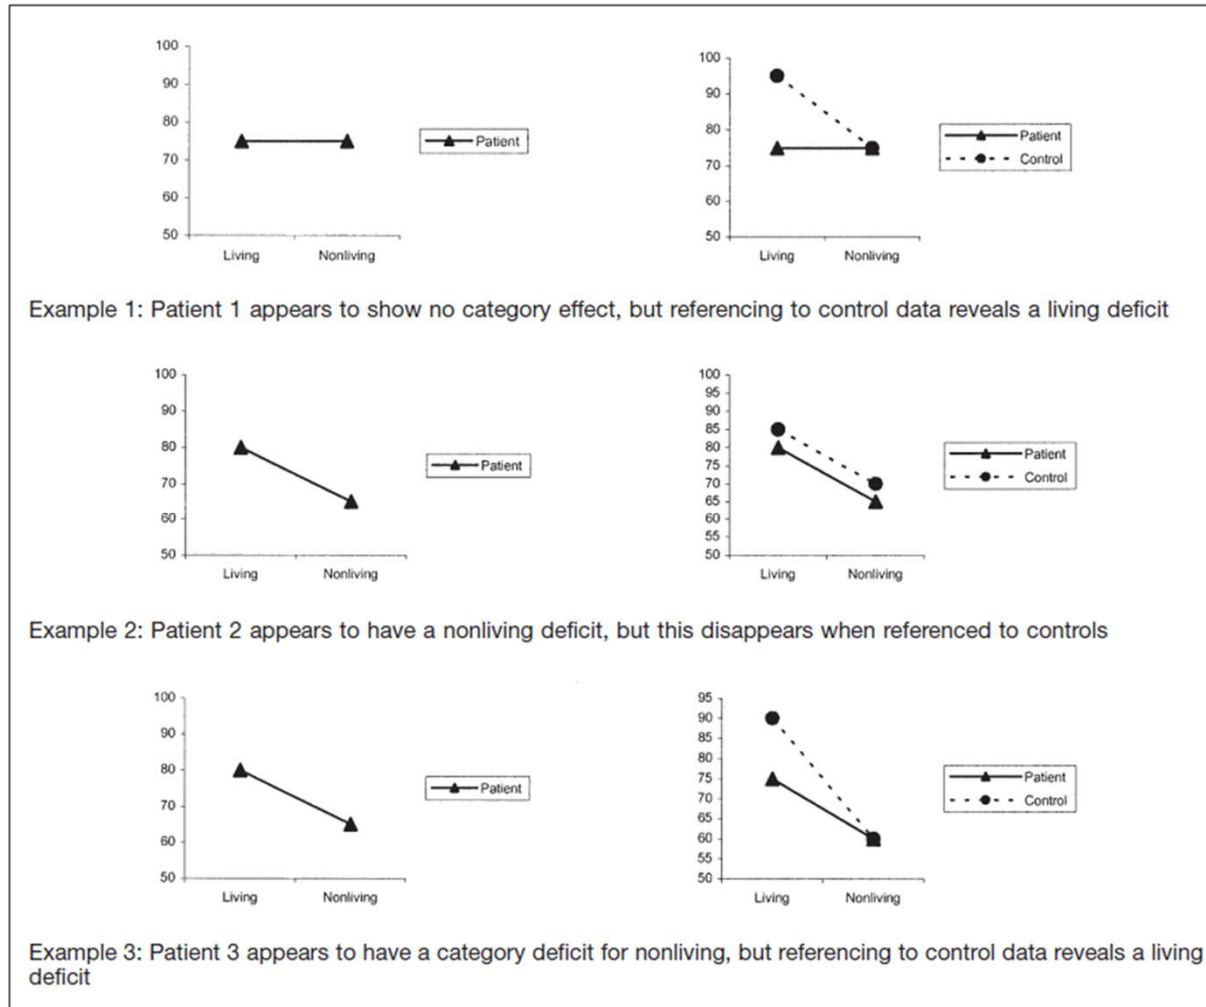 100
90
80
70
60
50
Living Nonliving
Patient
100
90
80
70
60
50
Living Nonliving
Patient
Control
Example 1: Patient 1 appears to show no category effect, but referencing to control data reveals a living deficit
100
90
80
70
60
50
Living Nonliving
Patient
100
95
90
85
80
75
70
65
60
55
50
Living Nonliving
Patient
Control
Example 2: Patient 2 appears to have a nonliving deficit, but this disappears when referenced to controls
100
90
80
70
60
50
Living Nonliving
Patient
95
90
85
80
75
70
65
60
55
50
Living Nonliving
Patient
Control
Example 3: Patient 3 appears to have a category deficit for nonliving, but referencing to control data reveals a living
deficit